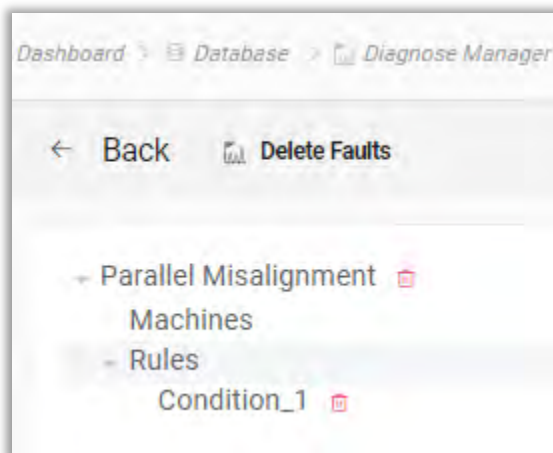 Dashboard > Database > Diagnose Manager
← Back Delete Faults
Parallel Misalignment
Machines
Rules
Condition_1